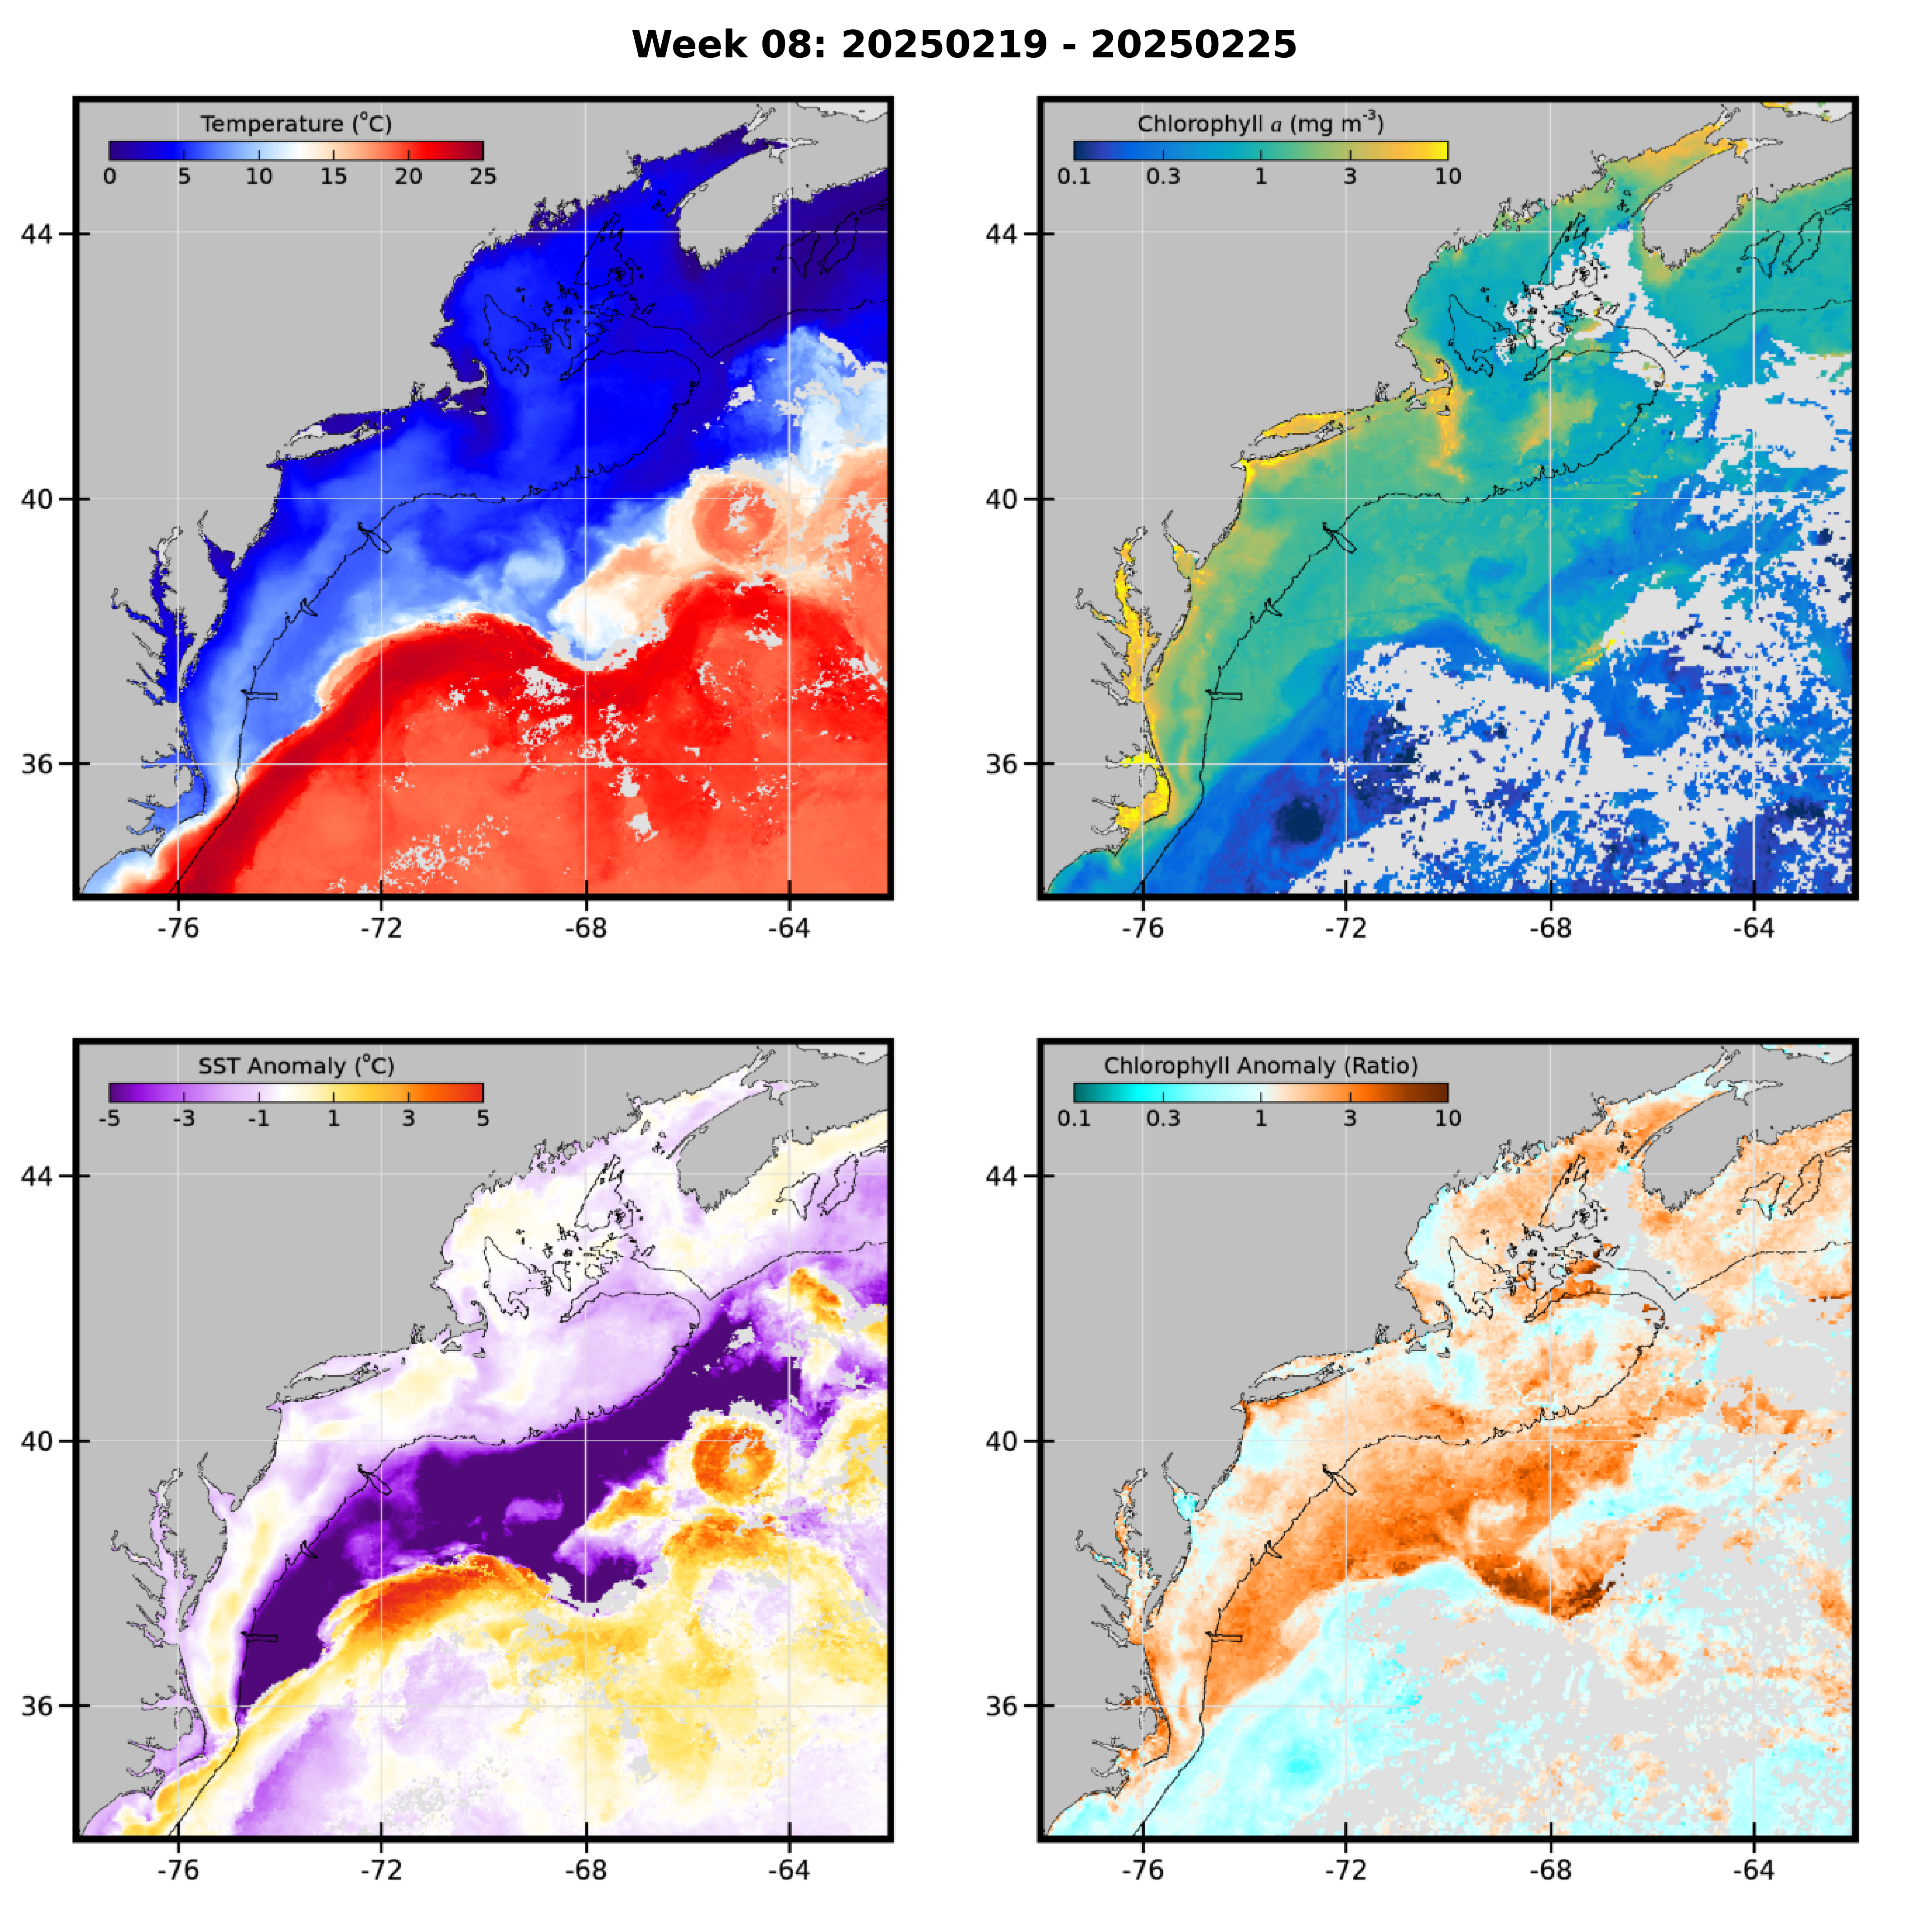 Week 08: 20250219 - 20250225
Temperature (°C)
0 5 10 15 20 25
44
40
36
-76 -72 -68 -64
Chlorophyll a (mg m⁻³)
0.1 0.3 1 3 10
44
40
36
-76 -72 -68 -64
SST Anomaly (°C)
-5 -3 -1 1 3 5
44
40
36
-76 -72 -68 -64
Chlorophyll Anomaly (Ratio)
0.1 0.3 1 3 10
44
40
36
-76 -72 -68 -64